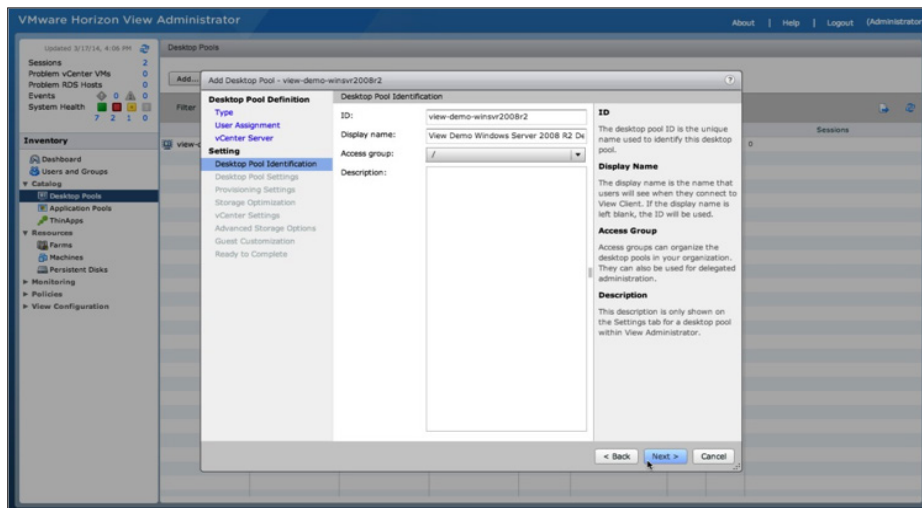 VMware Horizon View Administrator
About | Help | Logout (Administrator
Updated 3/17/14, 4:06 PM
Sessions 2
Problem vCenter VMs 0
Problem RDS Hosts 0
Events 0 0
System Health
7 2 1 0
Inventory
Dashboard
Users and Groups
Catalog
Desktop Pools
Application Pools
ThinApps
Resources
Farms
Machines
Persistent Disks
Monitoring
Policies
View Configuration
Desktop Pools
Add...
Filter
Sessions
view-c
0
Add Desktop Pool - view-demo-winsvr2008r2
?
Desktop Pool Definition
Type
User Assignment
vCenter Server
Setting
Desktop Pool Identification
Desktop Pool Settings
Provisioning Settings
Storage Optimization
vCenter Settings
Advanced Storage Options
Guest Customization
Ready to Complete
Desktop Pool Identification
ID: view-demo-winsvr2008r2
Display name: View Demo Windows Server 2008 R2 De
Access group: /
Description:
ID
The desktop pool ID is the unique
name used to identify this desktop
pool.
Display Name
The display name is the name that
users will see when they connect to
View Client. If the display name is
left blank, the ID will be used.
Access Group
Access groups can organize the
desktop pools in your organization.
They can also be used for delegated
administration.
Description
This description is only shown on
the Settings tab for a desktop pool
within View Administrator.
< Back Next > Cancel